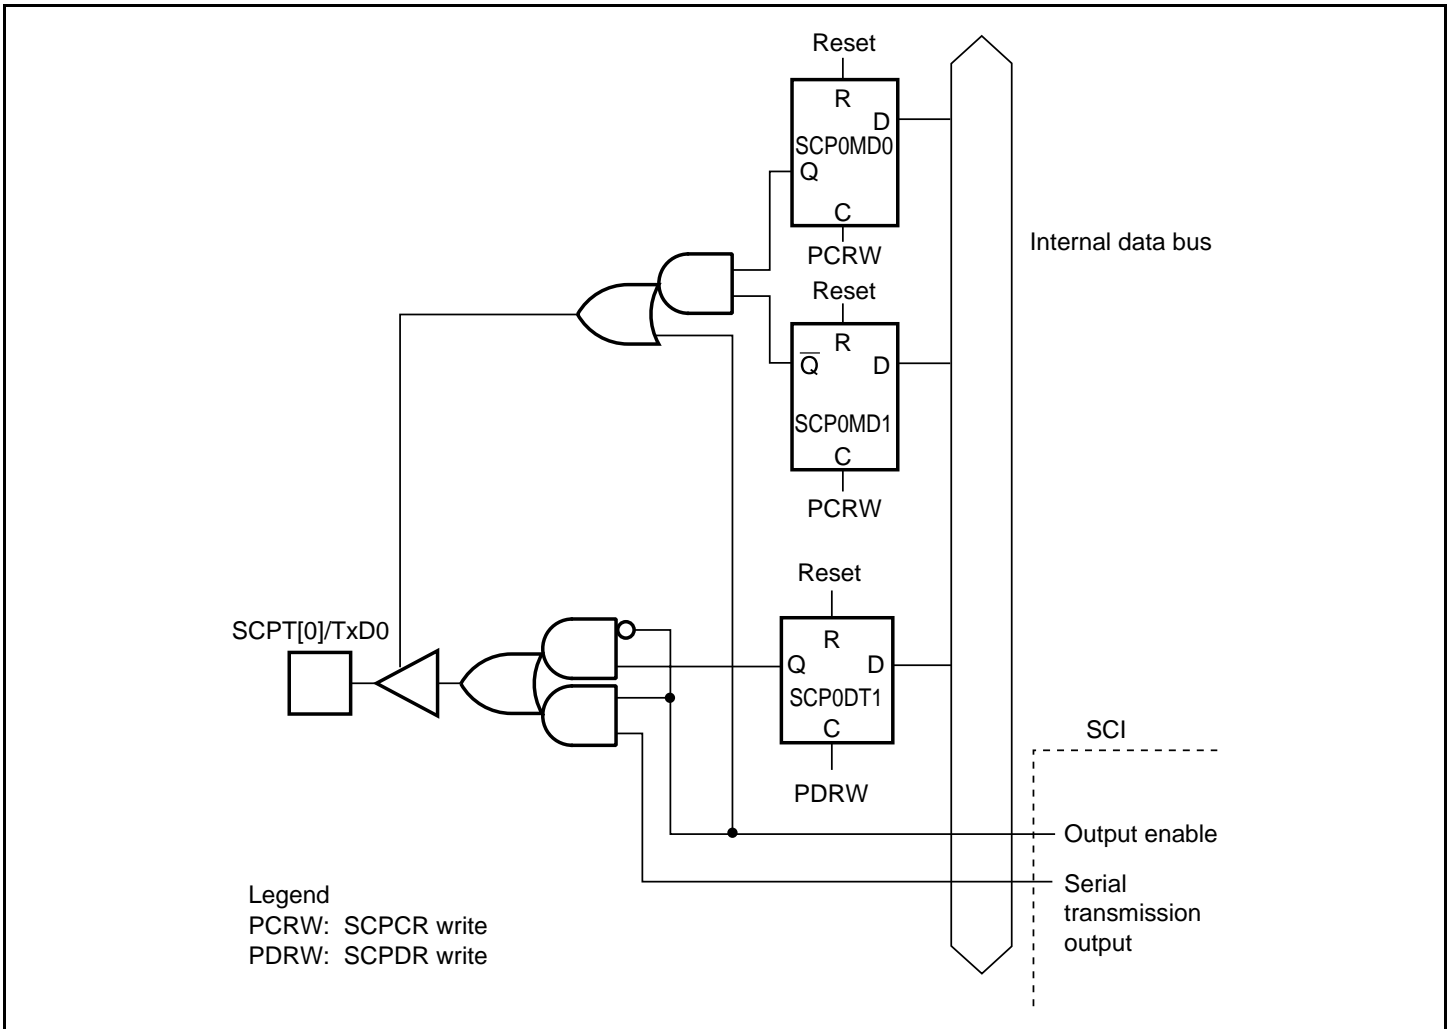 Reset
R
D
SCP0MD0
Q
C
PCRW
Internal data bus
Reset
R
Q̅ D
SCP0MD1
C
PCRW
Reset
SCPT[0]/TxD0
R
Q D
SCP0DT1
C
SCI
PDRW
Output enable
Serial
transmission
output
Legend
PCRW: SCPCR write
PDRW: SCPDR write